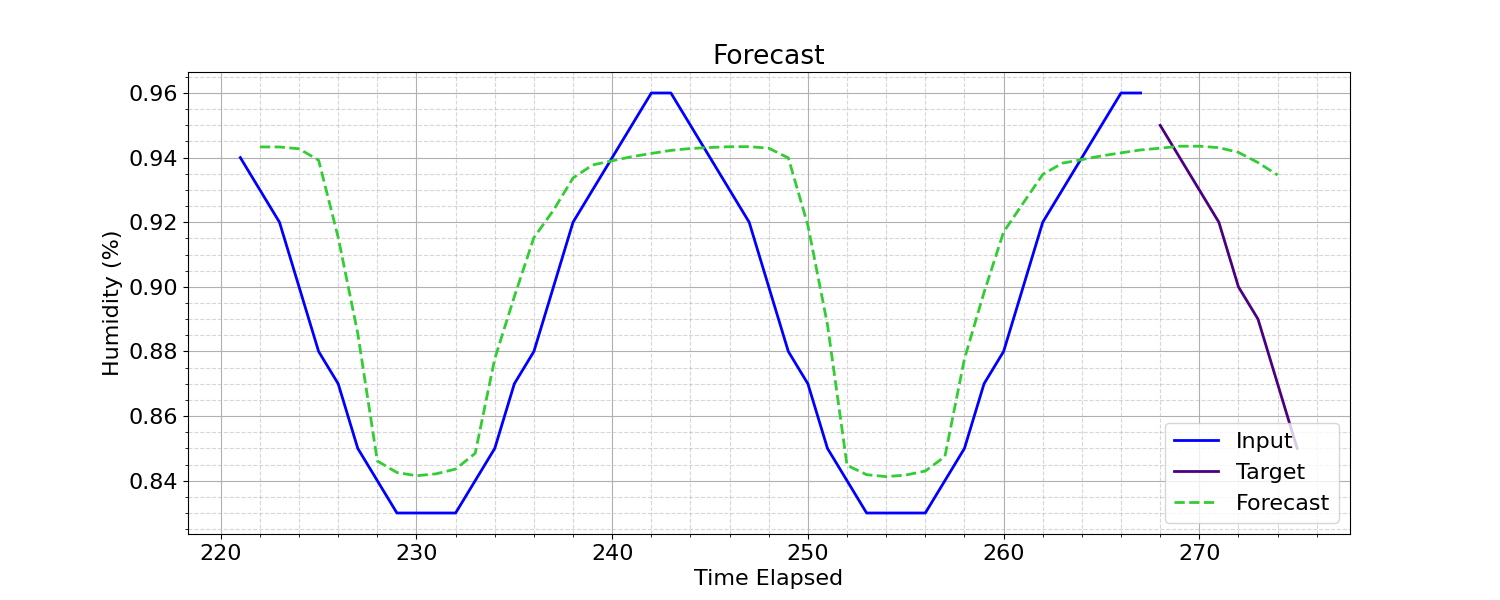 Forecast
Humidity (%)
0.96
0.94
0.92
0.90
0.88
0.86
0.84
220 230 240 250 260 270
Time Elapsed
Input
Target
Forecast